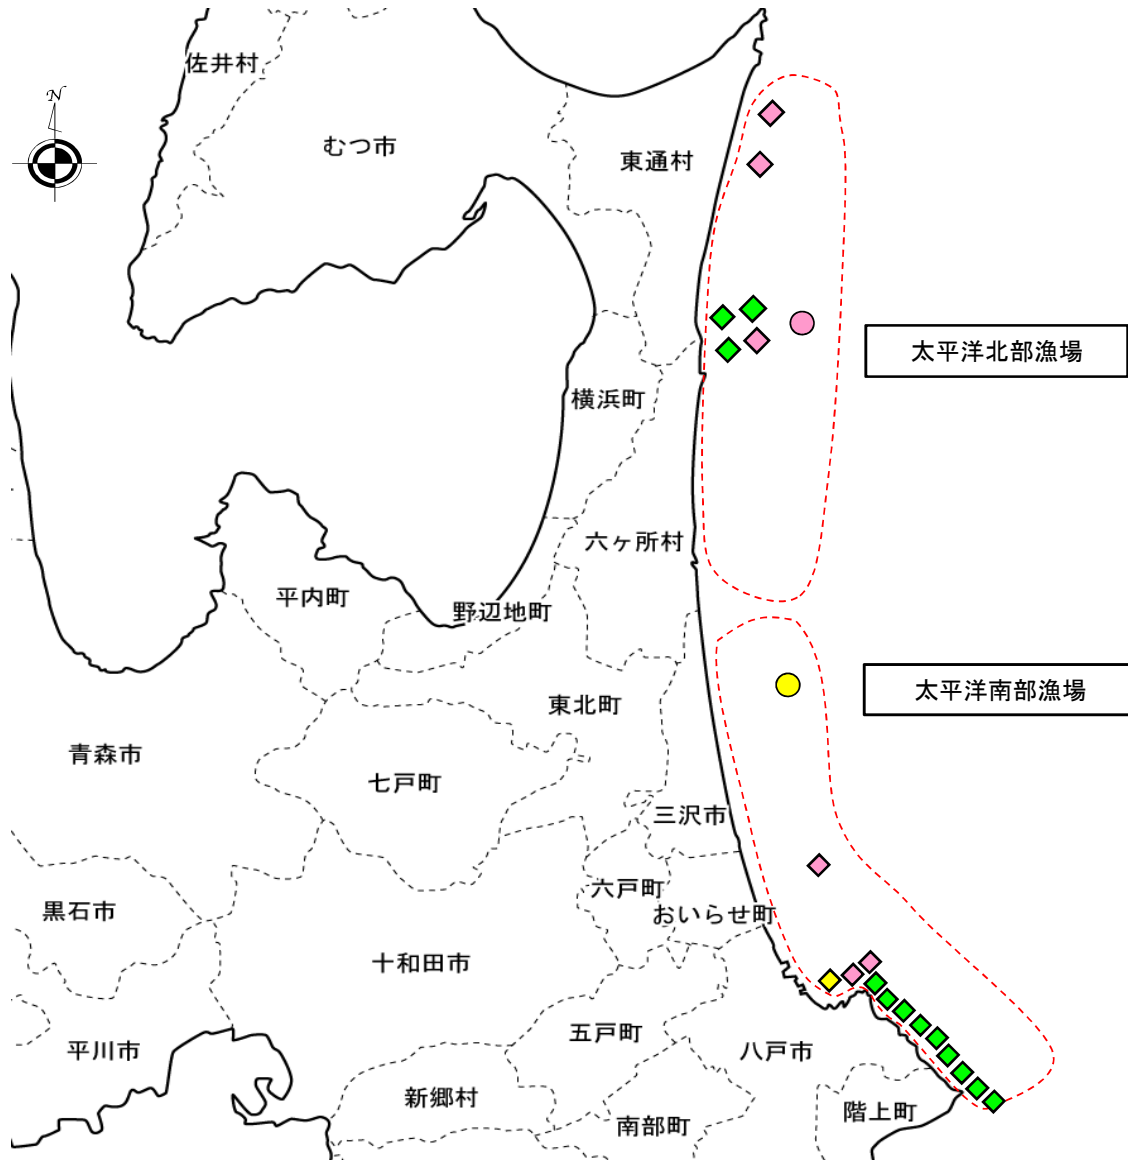 N
佐井村
むつ市
東通村
太平洋北部漁場
横浜町
六ヶ所村
平内町
野辺地町
太平洋南部漁場
東北町
青森市
七戸町
三沢市
六戸町
黒石市
おいらせ町
十和田市
五戸町
平川市
八戸市
新郷村
階上町
南部町